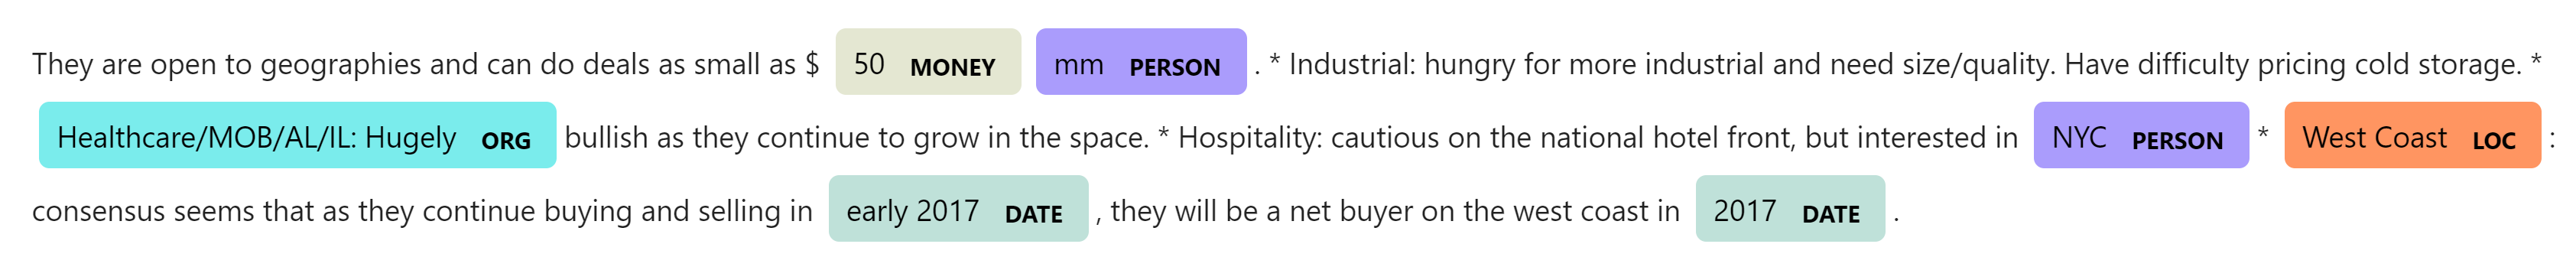 They are open to geographies and can do deals as small as $ 50 MONEY mm PERSON . * Industrial: hungry for more industrial and need size/quality. Have difficulty pricing cold storage. *
Healthcare/MOB/AL/IL: Hugely ORG bullish as they continue to grow in the space. * Hospitality: cautious on the national hotel front, but interested in NYC PERSON * West Coast LOC :
consensus seems that as they continue buying and selling in early 2017 DATE , they will be a net buyer on the west coast in 2017 DATE .